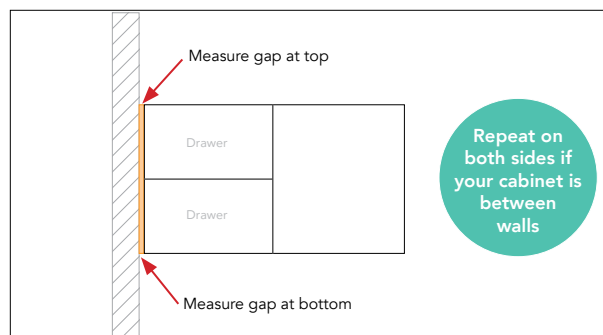 Measure gap at top
Drawer
Drawer
Repeat on
both sides if
your cabinet is
between
walls
Measure gap at bottom